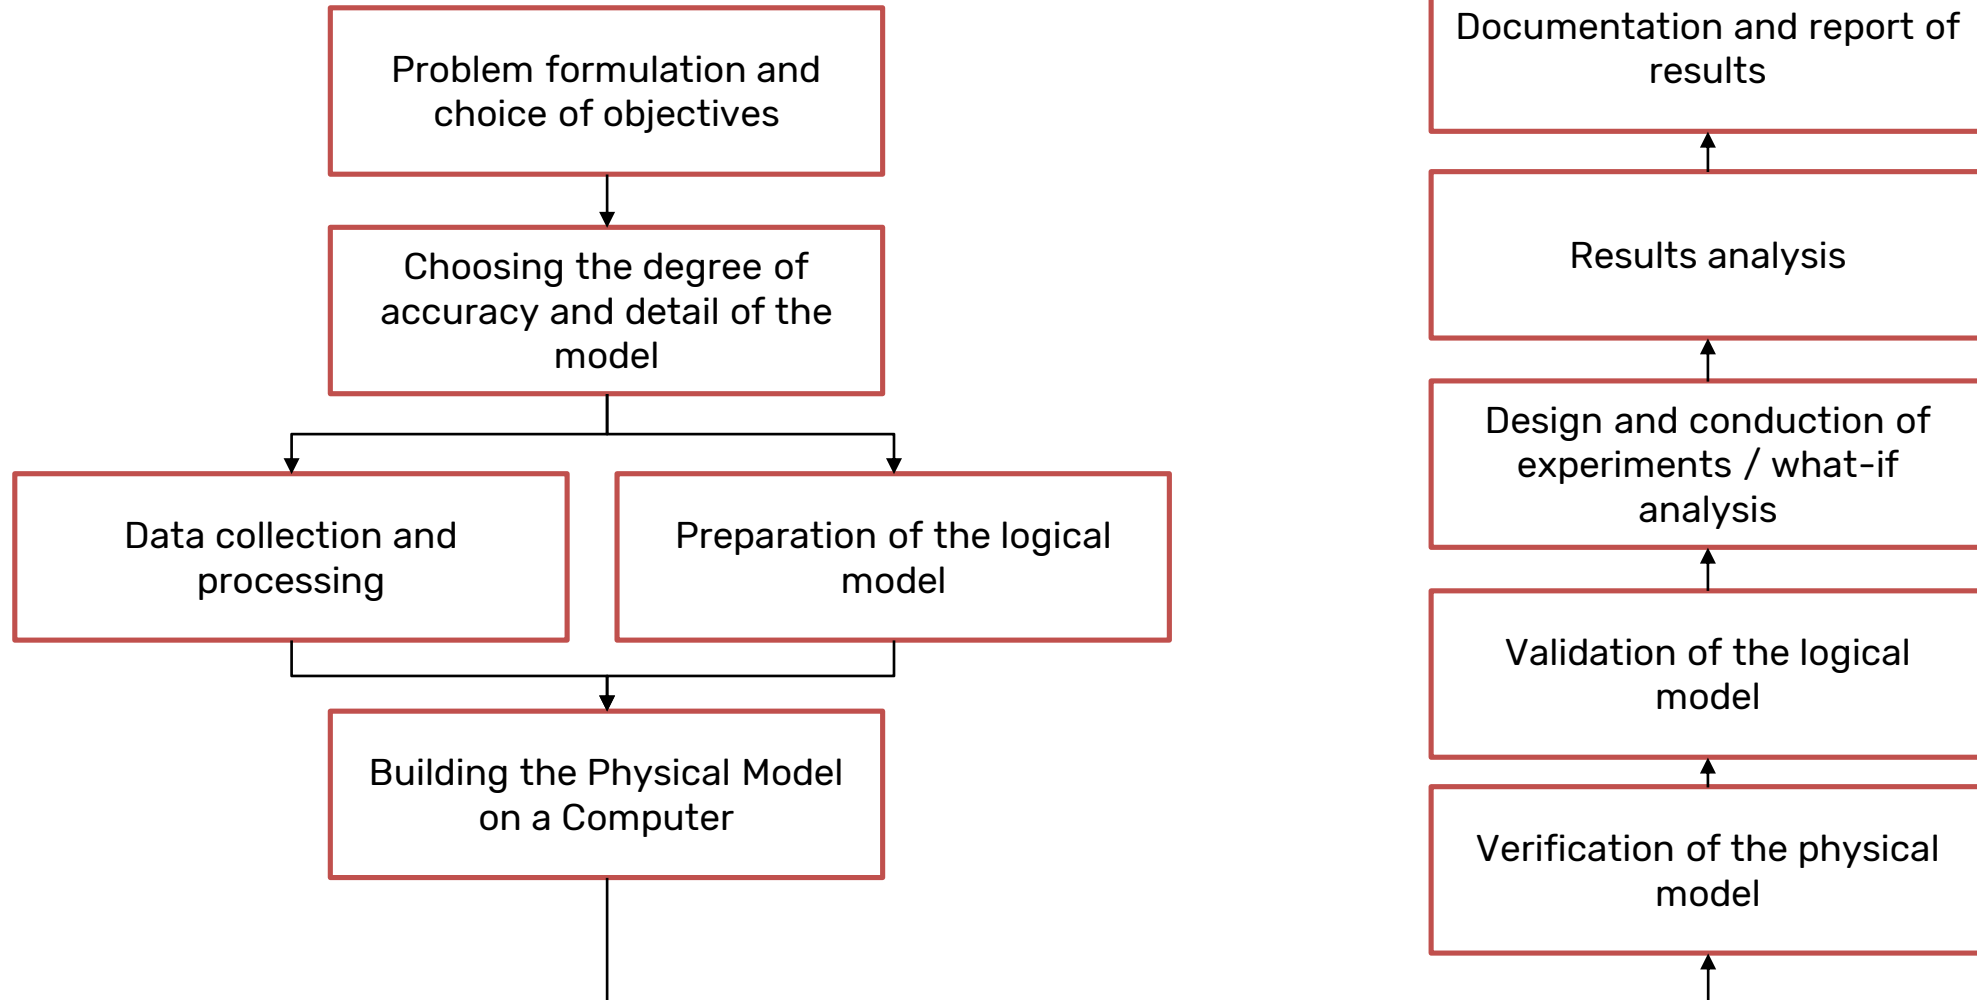 Problem formulation and
choice of objectives
Choosing the degree of
accuracy and detail of the
model
Data collection and
processing
Preparation of the logical
model
Building the Physical Model
on a Computer
Documentation and report of
results
Results analysis
Design and conduction of
experiments / what-if
analysis
Validation of the logical
model
Verification of the physical
model